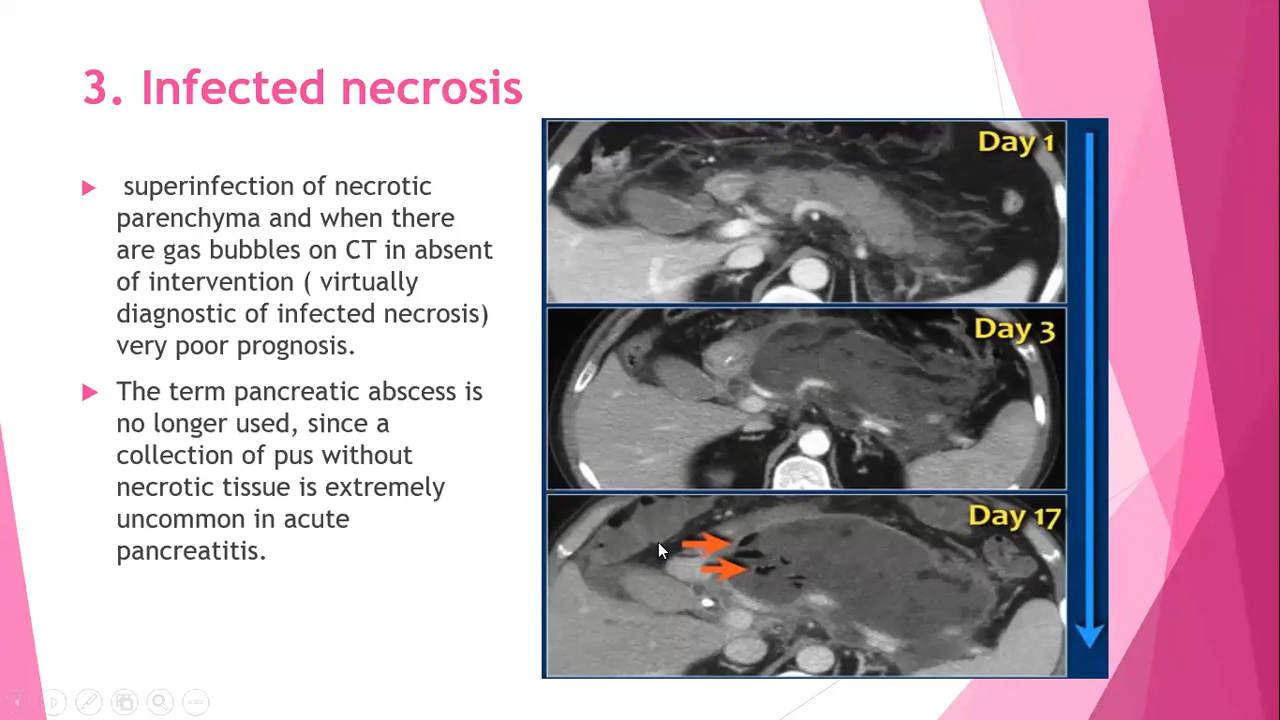 3. Infected necrosis
superinfection of necrotic
parenchyma and when there
are gas bubbles on CT in absent
of intervention ( virtually
diagnostic of infected necrosis)
very poor prognosis.
The term pancreatic abscess is
no longer used, since a
collection of pus without
necrotic tissue is extremely
uncommon in acute
pancreatitis.
Day 1
Day 3
Day 17